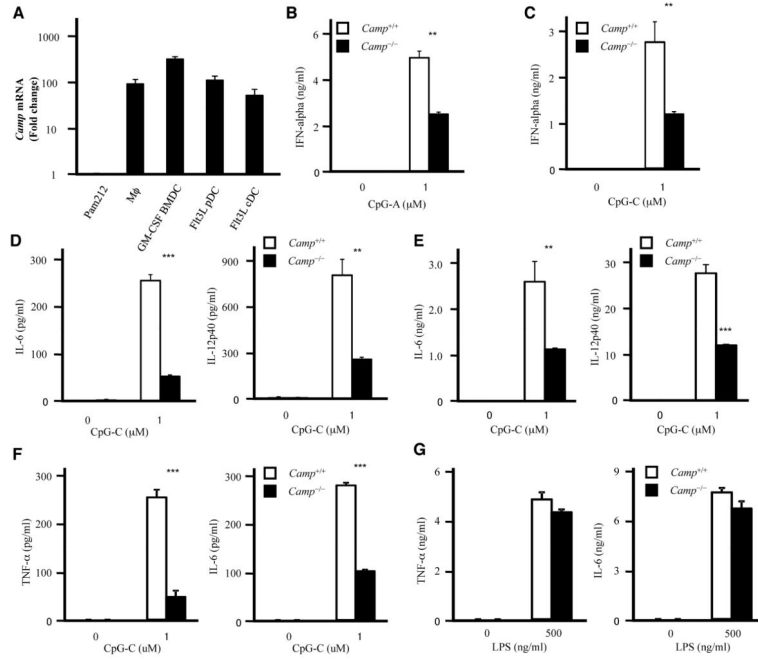 A
Camp mRNA
(Fold change)
1000
100
10
1
Pam212
Mϕ
GM-CSF BMDC
Flt3L pDC
Flt3L cDC
B
Camp+/+
Camp−/−
**
IFN-alpha (ng/ml)
6
4
2
0
0
1
CpG-A (μM)
C
Camp+/+
Camp−/−
**
IFN-alpha (ng/ml)
3
2
1
0
0
1
CpG-C (μM)
D
IL-6 (pg/ml)
300
200
100
0
***
0
1
CpG-C (μM)
Camp+/+
Camp−/−
**
IL-12p40 (pg/ml)
900
600
300
0
0
1
CpG-C (μM)
E
IL-6 (ng/ml)
3.0
2.0
1.0
0
**
0
1
CpG-C (μM)
Camp+/+
Camp−/−
***
IL-12p40 (ng/ml)
30
20
10
0
0
1
CpG-C (μM)
F
TNF-α (pg/ml)
300
200
100
0
***
0
1
CpG-C (uM)
Camp+/+
Camp−/−
***
IL-6 (pg/ml)
300
200
100
0
0
1
CpG-C (uM)
G
TNF-α (ng/ml)
6
4
2
0
0
500
LPS (ng/ml)
Camp+/+
Camp−/−
IL-6 (ng/ml)
9
6
3
0
0
500
LPS (ng/ml)